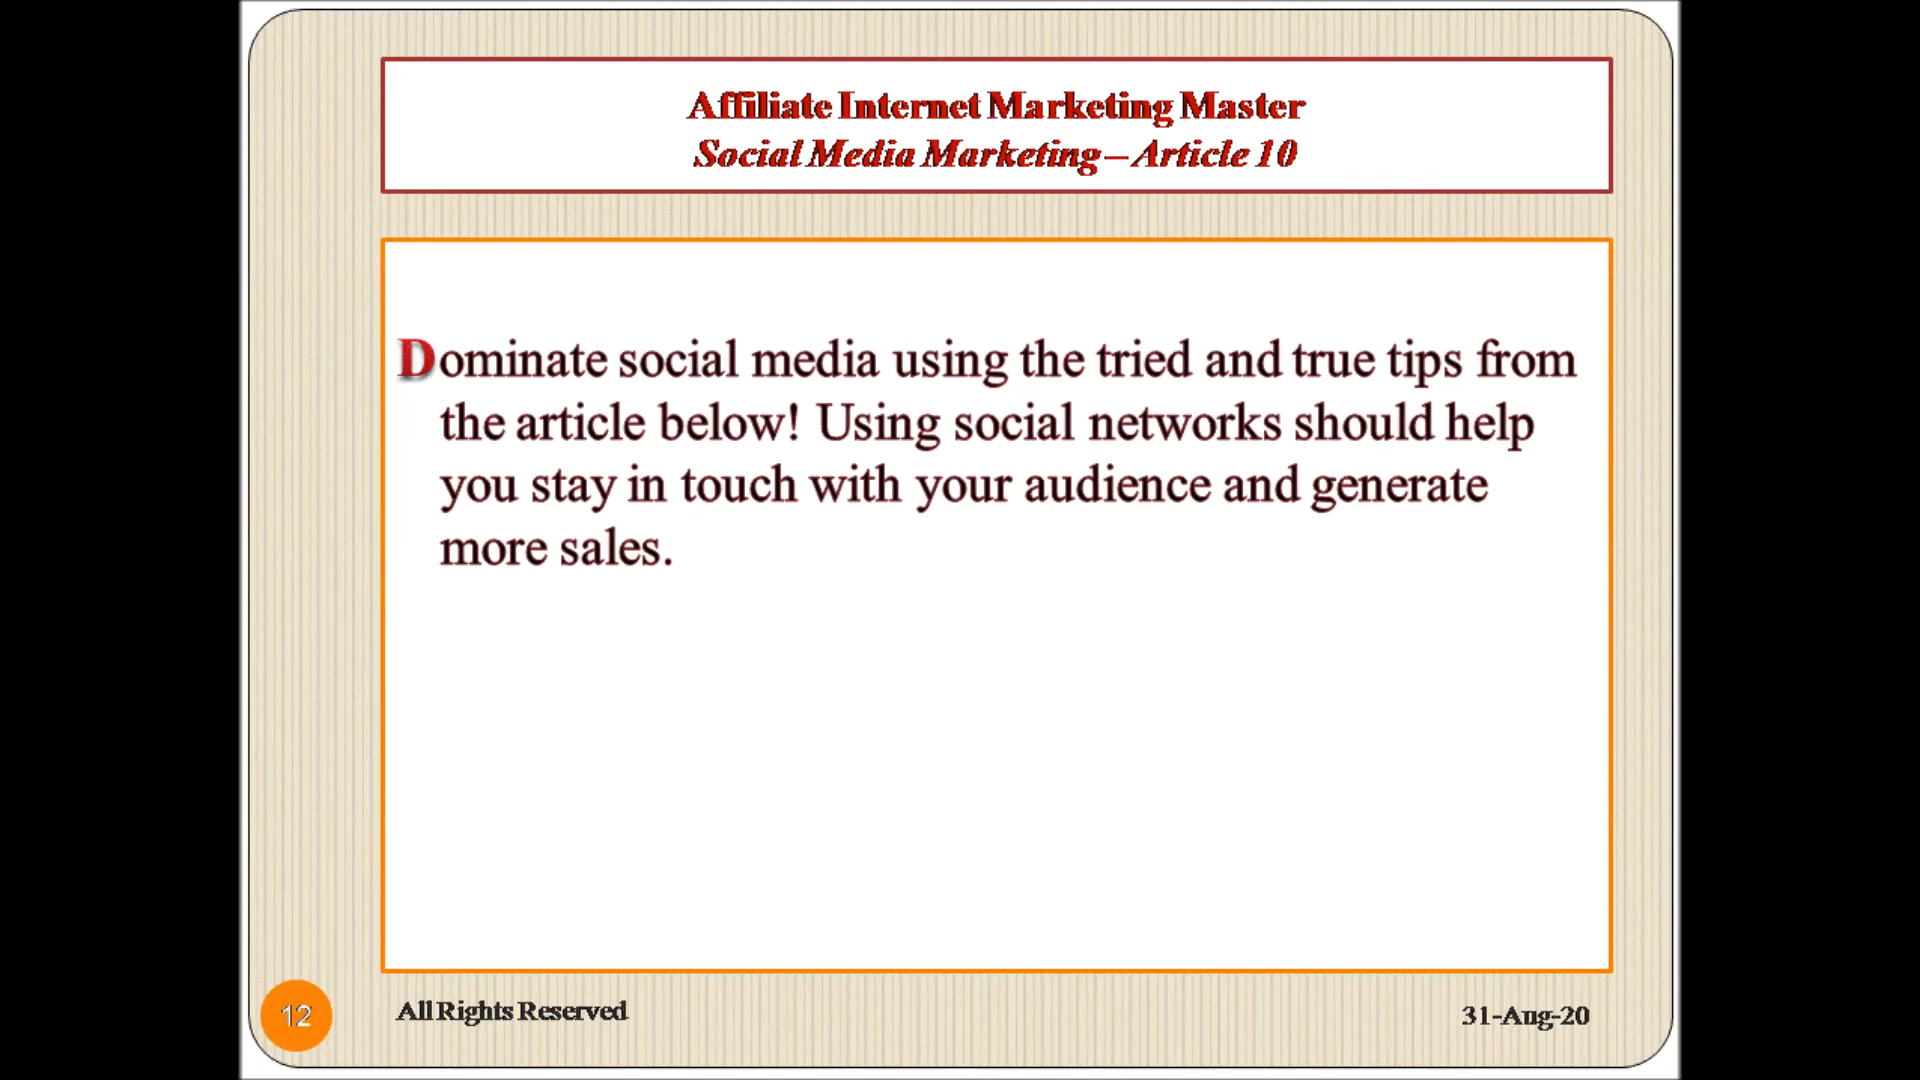 Affiliate Internet Marketing Master
Social Media Marketing – Article 10
Dominate social media using the tried and true tips from
the article below! Using social networks should help
you stay in touch with your audience and generate
more sales.
12
All Rights Reserved
31-Aug-20